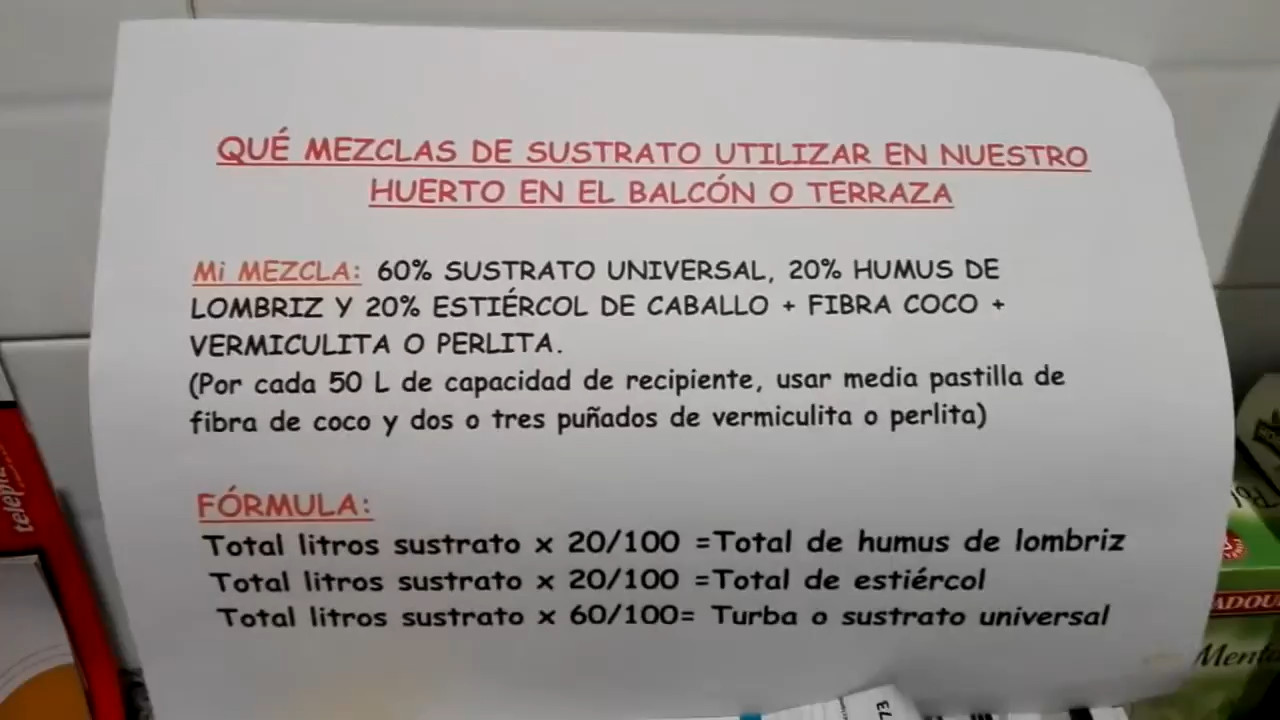 QUÉ MEZCLAS DE SUSTRATO UTILIZAR EN NUESTRO
HUERTO EN EL BALCÓN O TERRAZA
Mi MEZCLA: 60% SUSTRATO UNIVERSAL, 20% HUMUS DE
LOMBRIZ Y 20% ESTIÉRCOL DE CABALLO + FIBRA COCO +
VERMICULITA O PERLITA.
(Por cada 50 L de capacidad de recipiente, usar media pastilla de
fibra de coco y dos o tres puñados de vermiculita o perlita)
FÓRMULA:
Total litros sustrato x 20/100 =Total de humus de lombriz
Total litros sustrato x 20/100 =Total de estiércol
Total litros sustrato x 60/100= Turba o sustrato universal
telepi
ADOU
Menta
EL